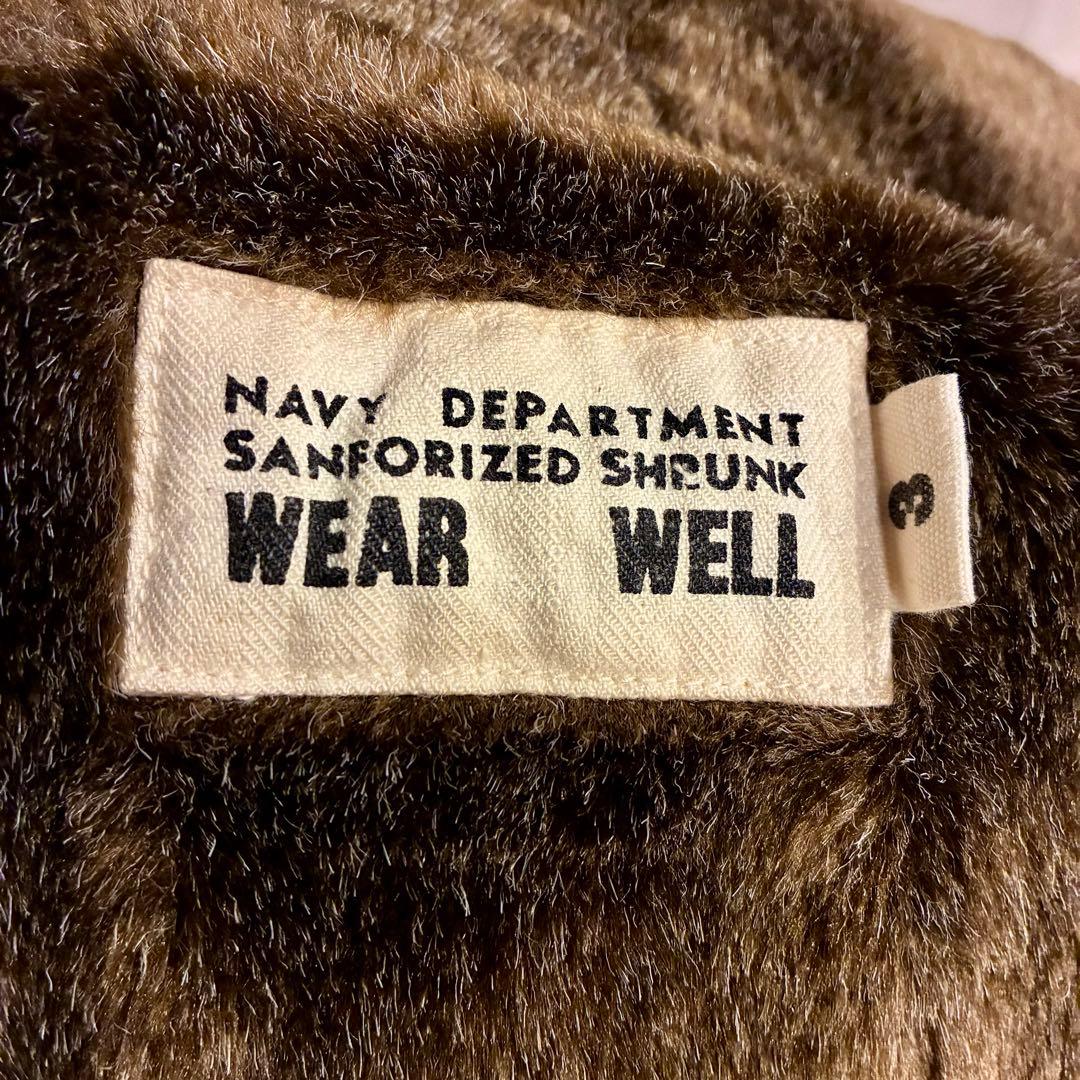 NAVY DEPARTMENT
SANFORIZED SHRUNK
WEAR WELL
3